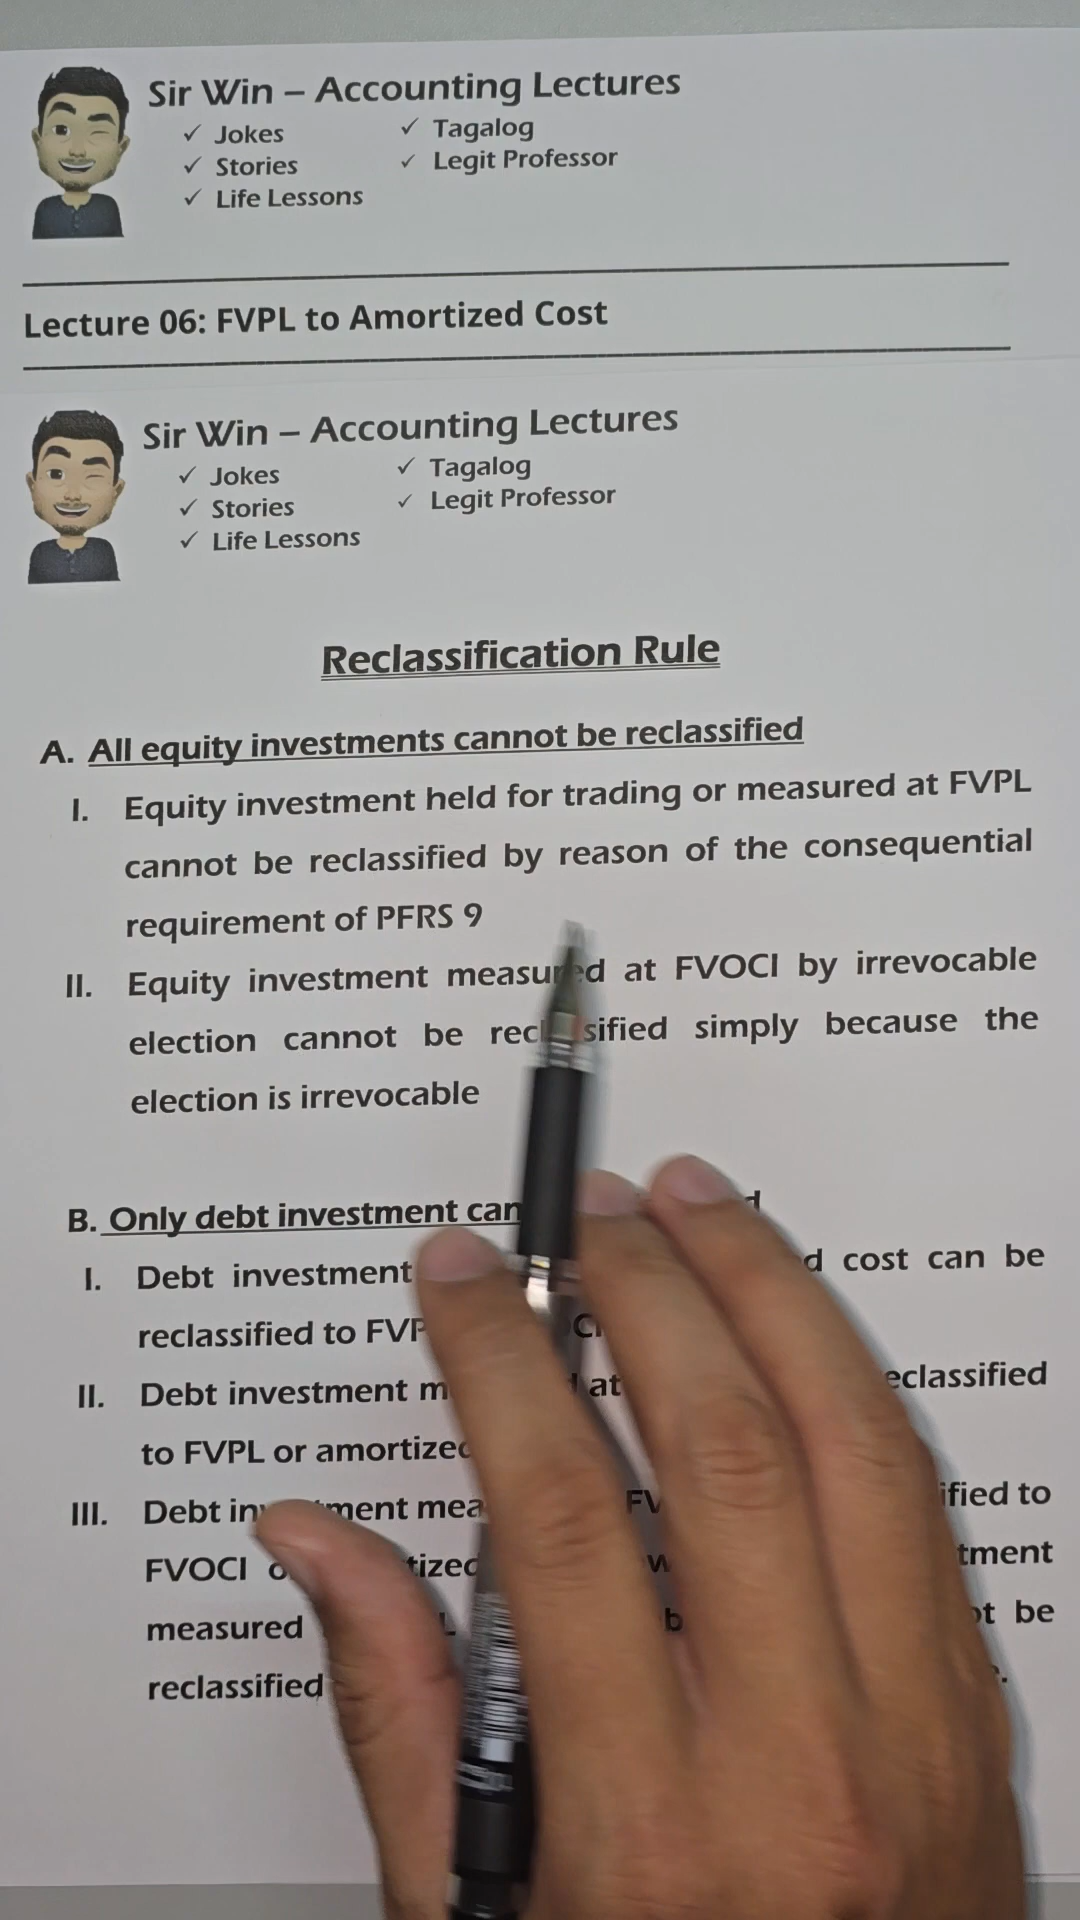 Sir Win – Accounting Lectures
✓ Jokes ✓ Tagalog
✓ Stories ✓ Legit Professor
✓ Life Lessons
Lecture 06: FVPL to Amortized Cost
Sir Win – Accounting Lectures
✓ Jokes ✓ Tagalog
✓ Stories ✓ Legit Professor
✓ Life Lessons
Reclassification Rule
A. All equity investments cannot be reclassified
I. Equity investment held for trading or measured at FVPL
cannot be reclassified by reason of the consequential
requirement of PFRS 9
II. Equity investment measured at FVOCI by irrevocable
election cannot be reclassified simply because the
election is irrevocable
B. Only debt investment can
I. Debt investment cost can be
reclassified to
II. Debt investment at reclassified
to FVPL or amortized
III. Debt investment to
FVOCI
measured be
reclassified